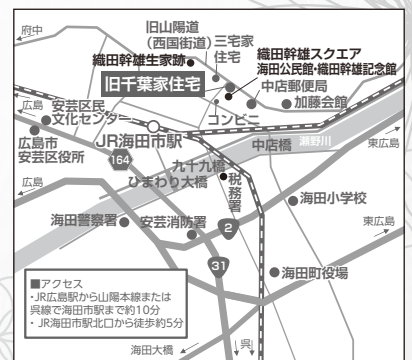 府中
旧山陽道
(西国街道)
三宅家
住宅
織田幹雄生家跡
織田幹雄スクエア
海田公民館・織田幹雄記念館
旧千葉家住宅
中店郵便局
加藤会館
コンビニ
広島
安芸区民
文化センター
JR海田市駅
広島市
安芸区役所
164
中店橋
瀬野川
東広島
九十九橋
ひまわり大橋
税務署
広島
海田小学校
海田警察署
安芸消防署
2
東広島
31
海田町役場
■アクセス
・JR広島駅から山陽本線または
呉線で海田市駅まで約10分
・JR海田市駅北口から徒歩約5分
海田大橋
呉